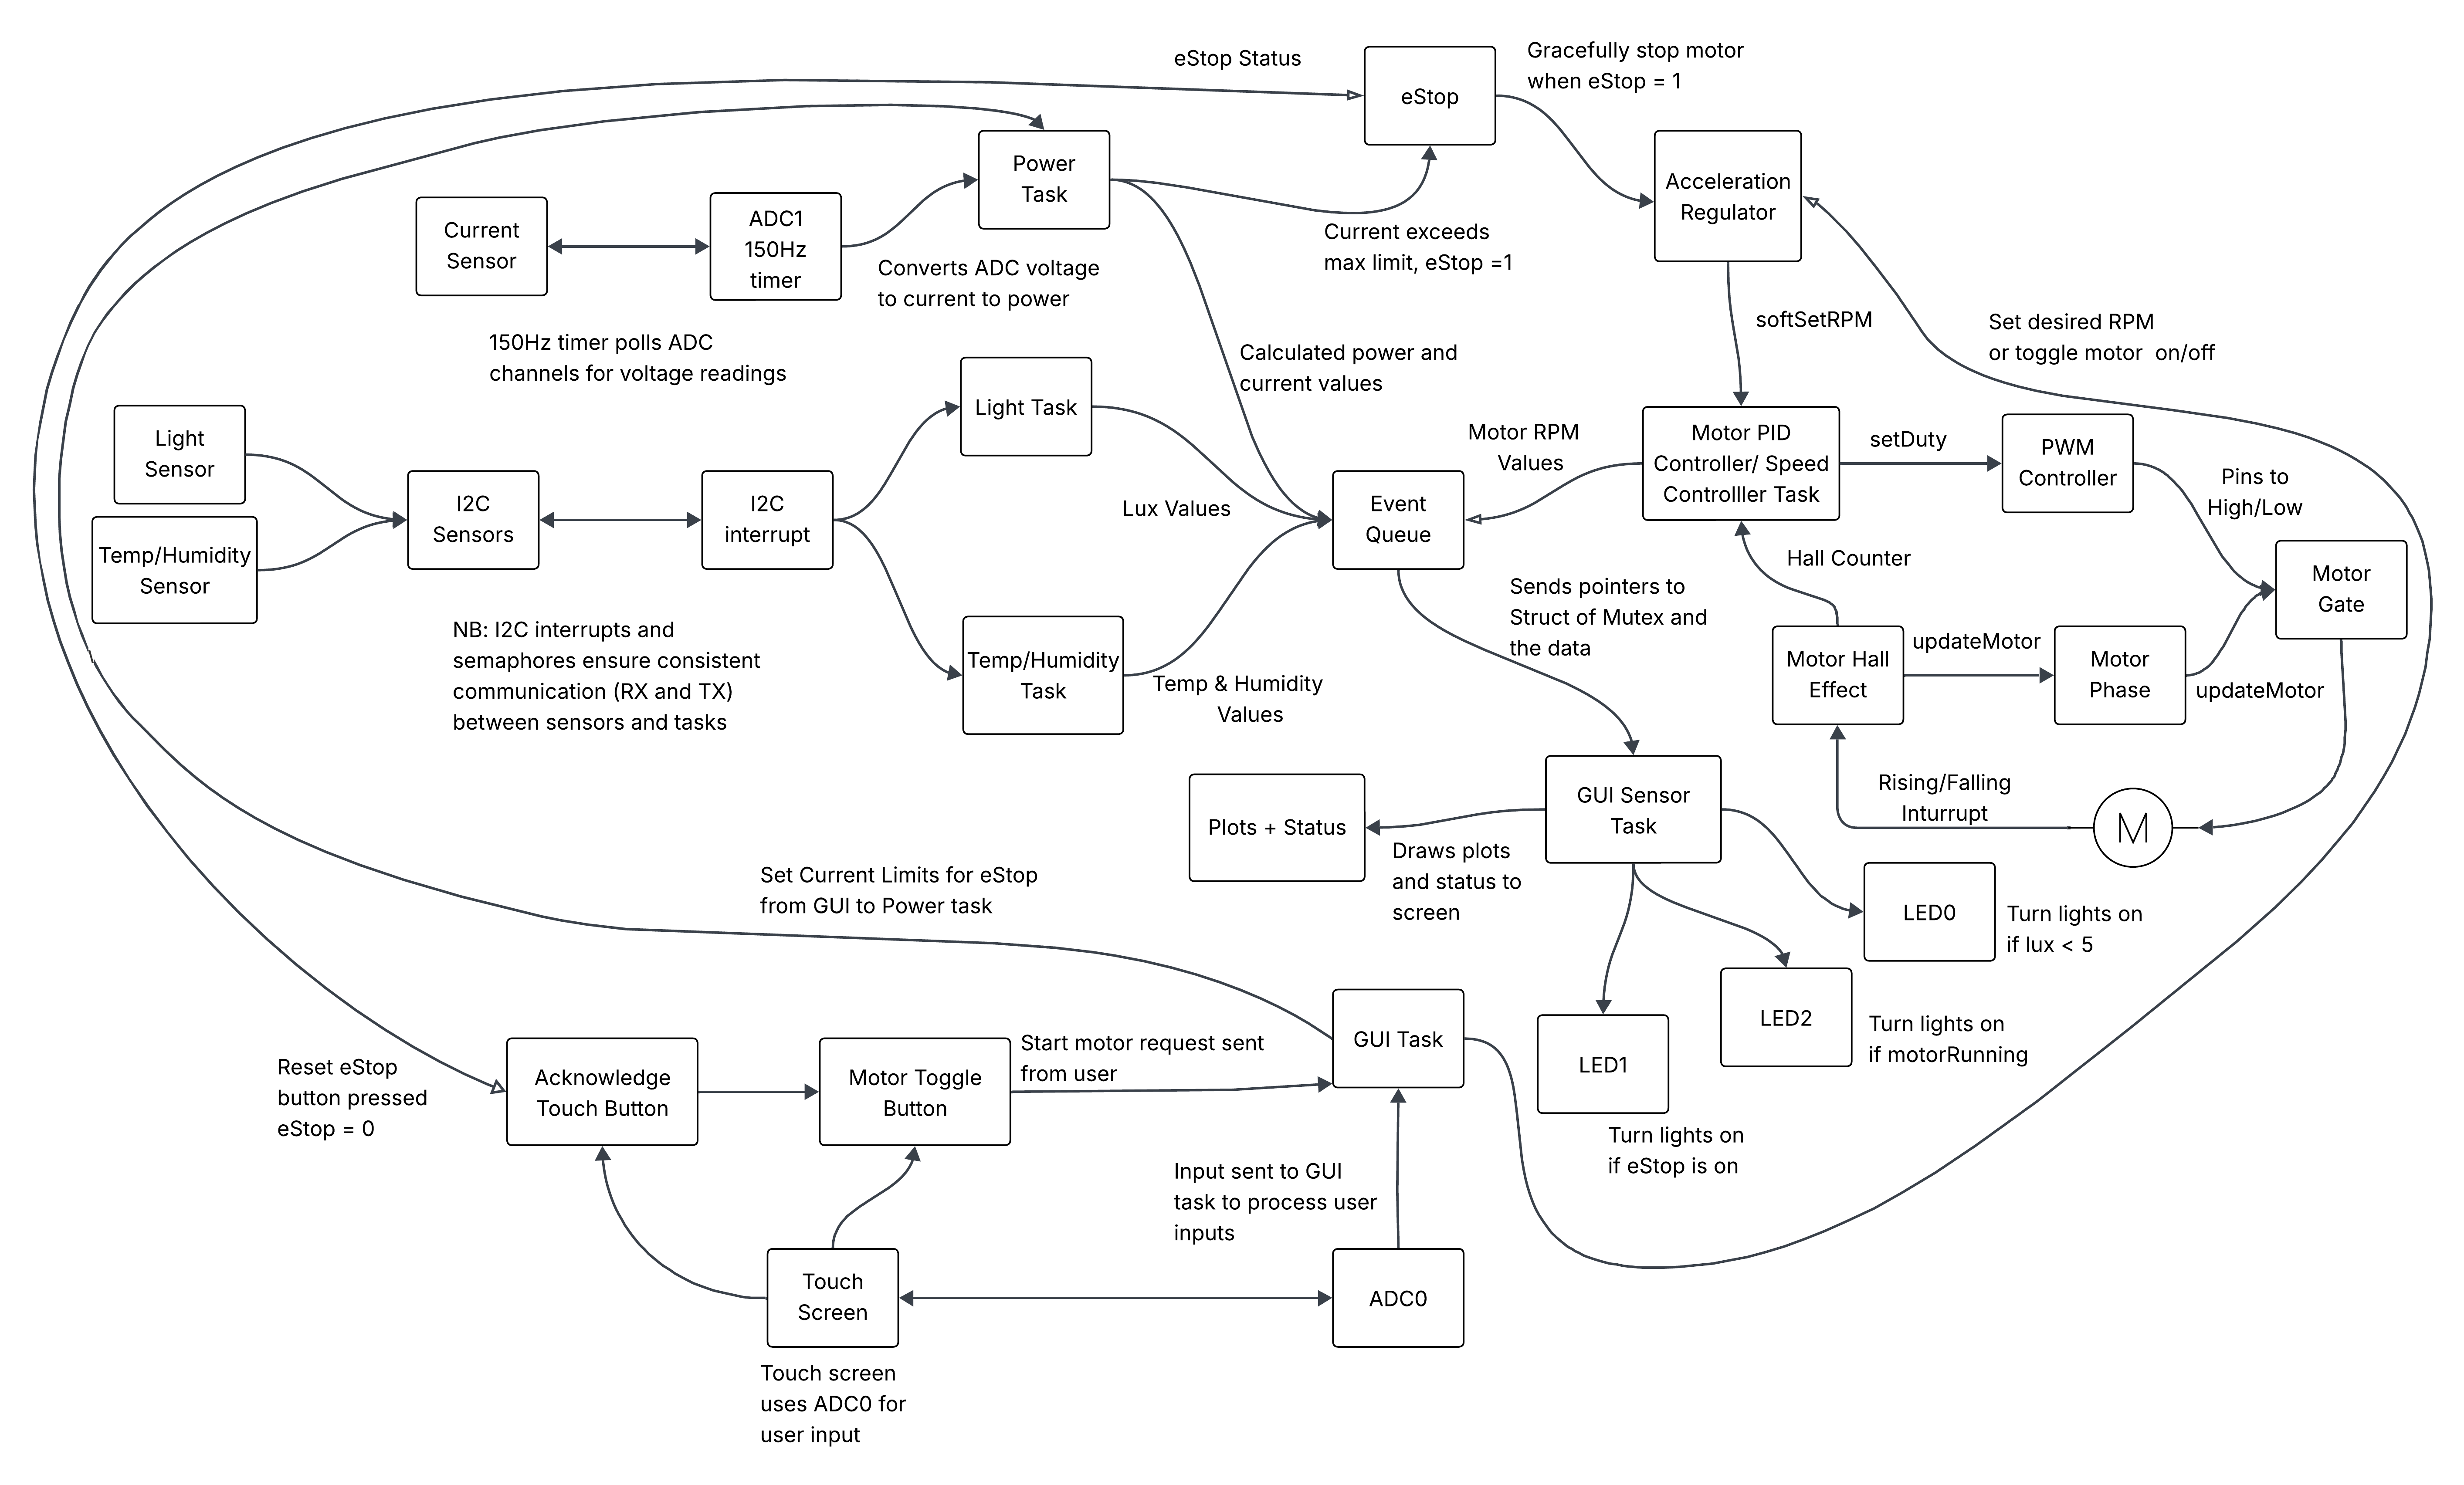 eStop Status
eStop
Gracefully stop motor
when eStop = 1
Power
Task
Acceleration
Regulator
Current
Sensor
ADC1
150Hz
timer
Converts ADC voltage
to current to power
Current exceeds
max limit, eStop =1
150Hz timer polls ADC
channels for voltage readings
Calculated power and
current values
softSetRPM
Set desired RPM
or toggle motor  on/off
Light
Sensor
Temp/Humidity
Sensor
I2C
Sensors
I2C
interrupt
Light Task
Lux Values
Event
Queue
Motor RPM
Values
Motor PID
Controller/ Speed
Controlller Task
setDuty
PWM
Controller
Pins to
High/Low
Motor
Gate
Hall Counter
NB: I2C interrupts and
semaphores ensure consistent
communication (RX and TX)
between sensors and tasks
Temp/Humidity
Task
Temp & Humidity
Values
Sends pointers to
Struct of Mutex and
the data
Motor Hall
Effect
updateMotor
Motor
Phase
updateMotor
Rising/Falling
Inturrupt
M
Plots + Status
GUI Sensor
Task
Draws plots
and status to
screen
LED0
Turn lights on
if lux < 5
LED2
Turn lights on
if motorRunning
LED1
Turn lights on
if eStop is on
Set Current Limits for eStop
from GUI to Power task
Reset eStop
button pressed
eStop = 0
Acknowledge
Touch Button
Motor Toggle
Button
Start motor request sent
from user
GUI Task
Input sent to GUI
task to process user
inputs
Touch
Screen
ADC0
Touch screen
uses ADC0 for
user input